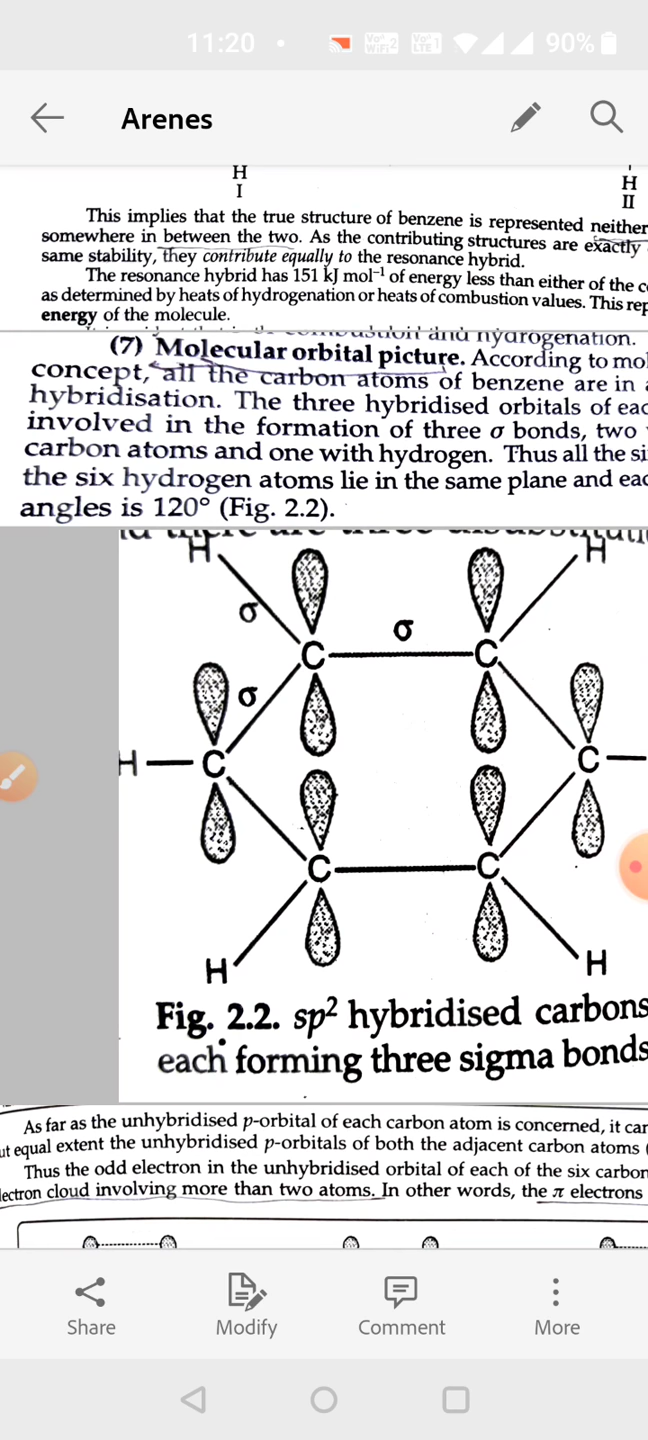 11:20
Vo² WiFi2
Vo² LTE1
90%
Arenes
H
I
H
II
This implies that the true structure of benzene is represented neither
somewhere in between the two. As the contributing structures are exactly
same stability, they contribute equally to the resonance hybrid.
The resonance hybrid has 151 kJ mol⁻¹ of energy less than either of the c
as determined by heats of hydrogenation or heats of combustion values. This rep
energy of the molecule.
and hydrogenation.
(7) Molecular orbital picture. According to mol
concept, all the carbon atoms of benzene are in
hybridisation. The three hybridised orbitals of eac
involved in the formation of three σ bonds, two
carbon atoms and one with hydrogen. Thus all the si
the six hydrogen atoms lie in the same plane and eac
angles is 120° (Fig. 2.2).
H
H
σ
σ
C
C
σ
H
C
C
C
C
H
H
Fig. 2.2. sp² hybridised carbons
each forming three sigma bonds
As far as the unhybridised p-orbital of each carbon atom is concerned, it car
ut equal extent the unhybridised p-orbitals of both the adjacent carbon atoms (
Thus the odd electron in the unhybridised orbital of each of the six carbon
lectron cloud involving more than two atoms. In other words, the π electrons
Share
Modify
Comment
More